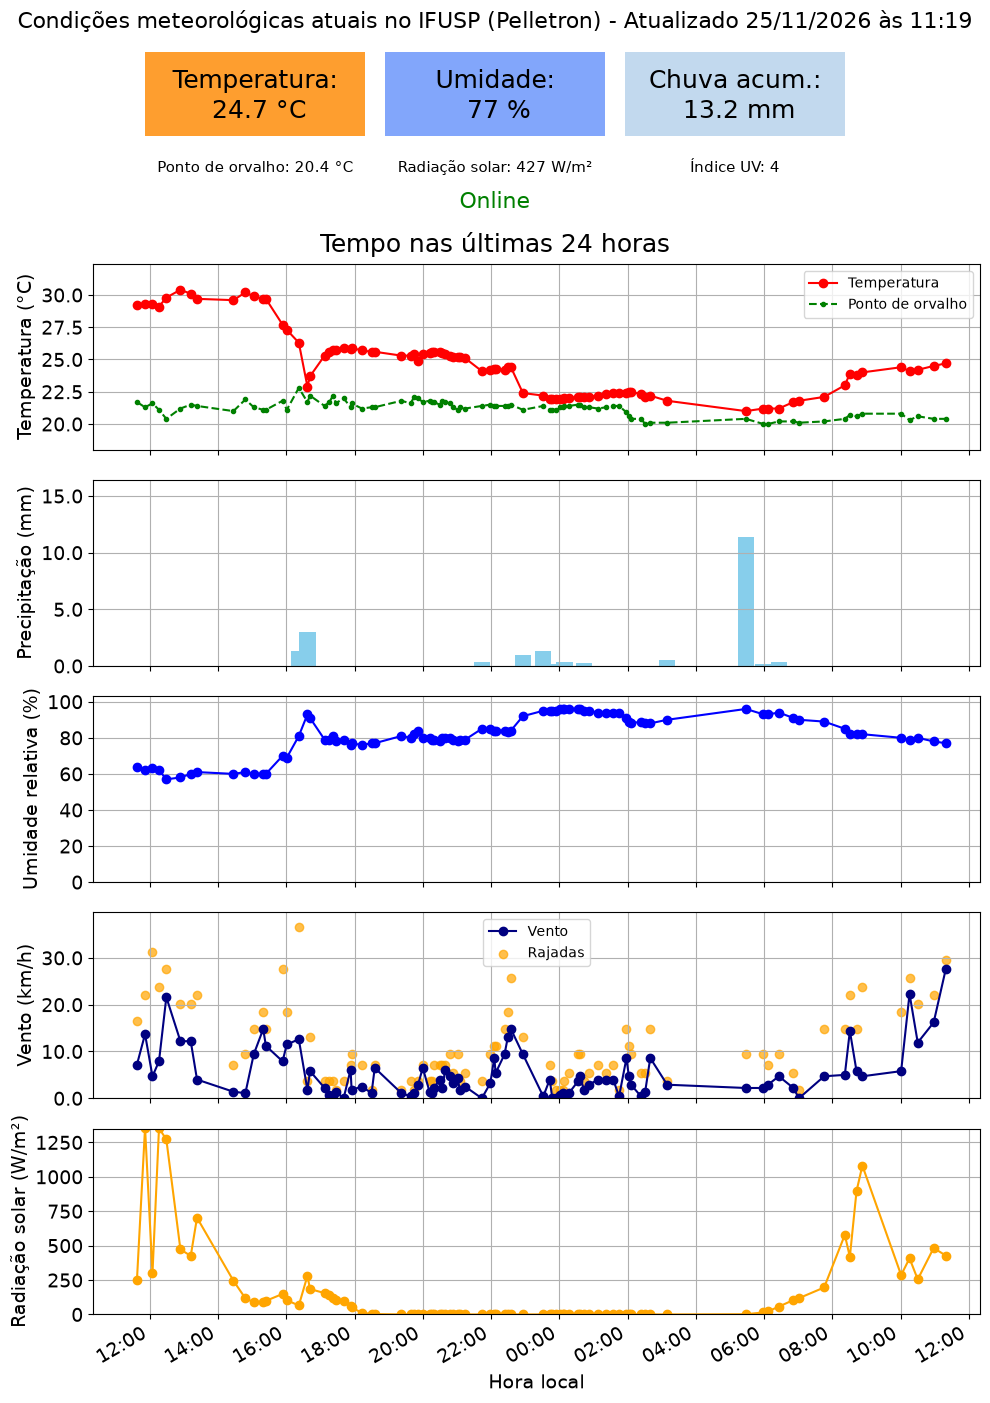 Condições meteorológicas atuais no IFUSP (Pelletron) - Atualizado 25/11/2026 às 11:19
Temperatura:
24.7 °C
Umidade:
77 %
Chuva acum.:
13.2 mm
Ponto de orvalho: 20.4 °C
Radiação solar: 427 W/m²
Índice UV: 4
Online
Tempo nas últimas 24 horas
Temperatura (°C)
30.0
27.5
25.0
22.5
20.0
Temperatura
Ponto de orvalho
Precipitação (mm)
15.0
10.0
5.0
0.0
Umidade relativa (%)
100
80
60
40
20
0
Vento (km/h)
30.0
20.0
10.0
0.0
Vento
Rajadas
Radiação solar (W/m²)
1250
1000
750
500
250
0
12:00
14:00
16:00
18:00
20:00
22:00
00:00
02:00
04:00
06:00
08:00
10:00
12:00
Hora local